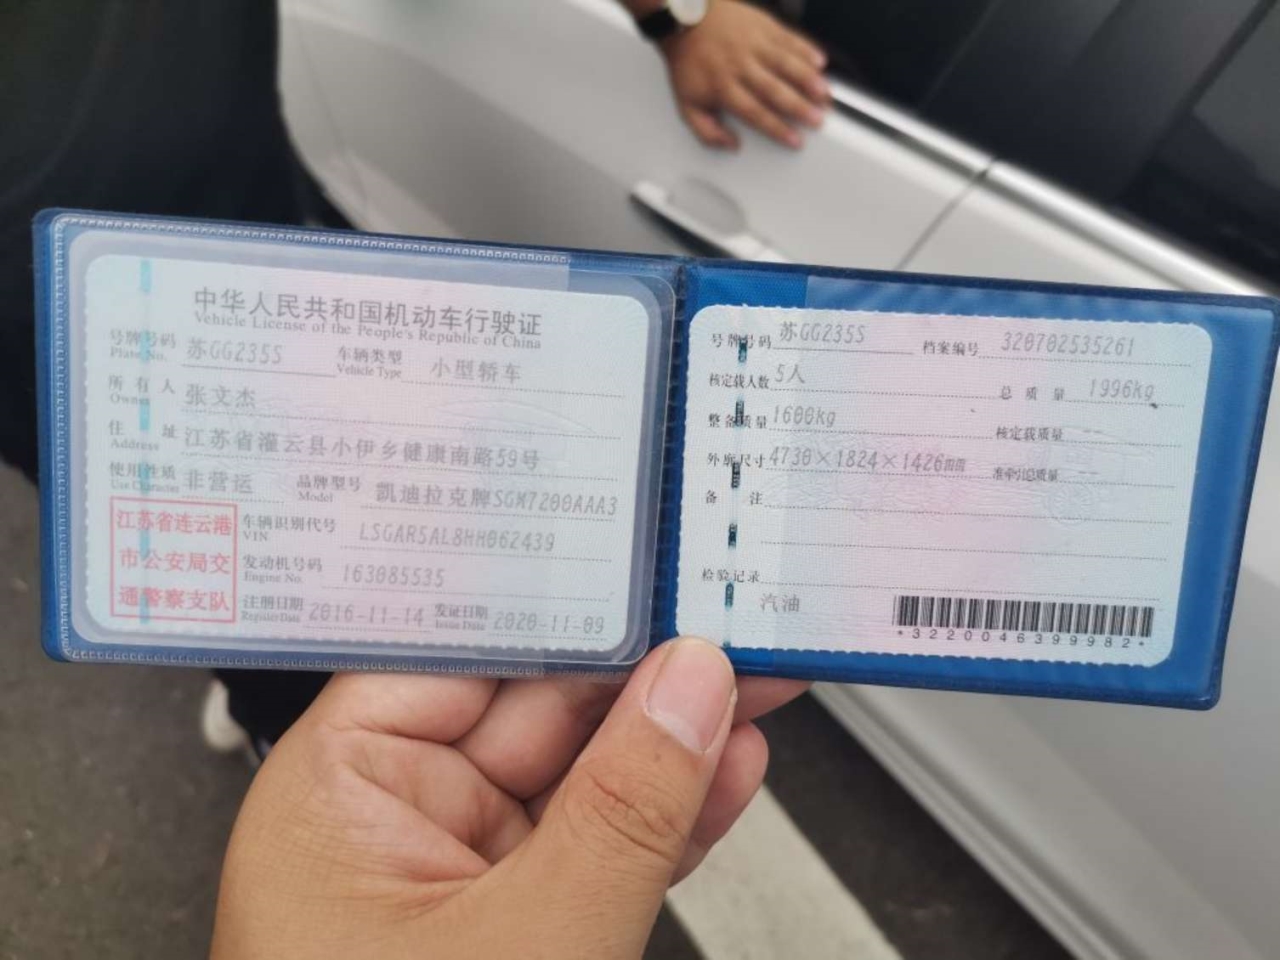 中华人民共和国机动车行驶证
Vehicle License of the People's Republic of China
号牌号码 苏GG235S 车辆类型 小型轿车
Plate No. Vehicle Type
所有人 张文杰
Owner
住址 江苏省灌云县小伊乡健康南路59号
Address
使用性质 非营运 品牌型号 凯迪拉克牌SGM7200AAA3
Use Character Model
江苏省连云港
市公安局交
通警察支队
车辆识别代号 LSGAR5AL8HH062439
VIN
发动机号码 163085535
Engine No.
注册日期 2016-11-14 发证日期 2020-11-09
Register Date Issue Date
号牌号码 苏GG235S 档案编号 320702535261
核定载人数 5人 总质量 1996kg
整备质量 1600kg 核定载质量 --
外廓尺寸 4730×1824×1426mm 准牵引总质量 --
备注
检验记录
汽油
*3220046399982*